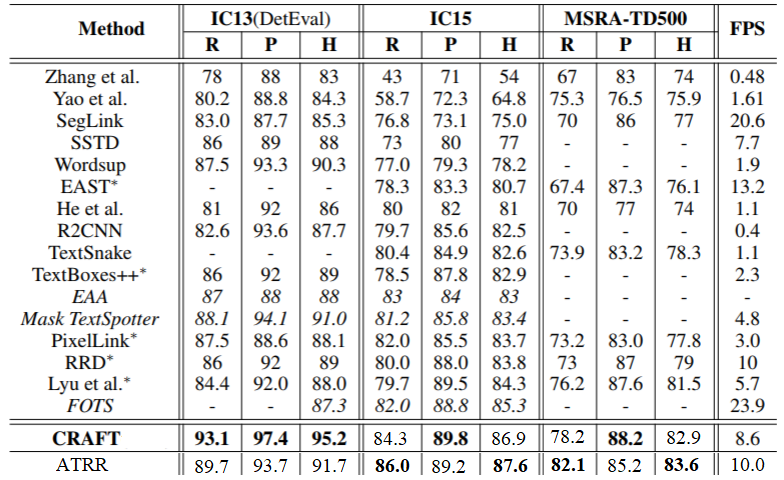 Method IC13(DetEval) IC15 MSRA-TD500 FPS
R P H R P H R P H
Zhang et al. 78 88 83 43 71 54 67 83 74 0.48
Yao et al. 80.2 88.8 84.3 58.7 72.3 64.8 75.3 76.5 75.9 1.61
SegLink 83.0 87.7 85.3 76.8 73.1 75.0 70 86 77 20.6
SSTD 86 89 88 73 80 77 - - - 7.7
Wordsup 87.5 93.3 90.3 77.0 79.3 78.2 - - - 1.9
EAST* - - - 78.3 83.3 80.7 67.4 87.3 76.1 13.2
He et al. 81 92 86 80 82 81 70 77 74 1.1
R2CNN 82.6 93.6 87.7 79.7 85.6 82.5 - - - 0.4
TextSnake - - - 80.4 84.9 82.6 73.9 83.2 78.3 1.1
TextBoxes++* 86 92 89 78.5 87.8 82.9 - - - 2.3
EAA 87 88 88 83 84 83 - - - -
Mask TextSpotter 88.1 94.1 91.0 81.2 85.8 83.4 - - - 4.8
PixelLink* 87.5 88.6 88.1 82.0 85.5 83.7 73.2 83.0 77.8 3.0
RRD* 86 92 89 80.0 88.0 83.8 73 87 79 10
Lyu et al.* 84.4 92.0 88.0 79.7 89.5 84.3 76.2 87.6 81.5 5.7
FOTS - - 87.3 82.0 88.8 85.3 - - - 23.9
CRAFT 93.1 97.4 95.2 84.3 89.8 86.9 78.2 88.2 82.9 8.6
ATRR 89.7 93.7 91.7 86.0 89.2 87.6 82.1 85.2 83.6 10.0